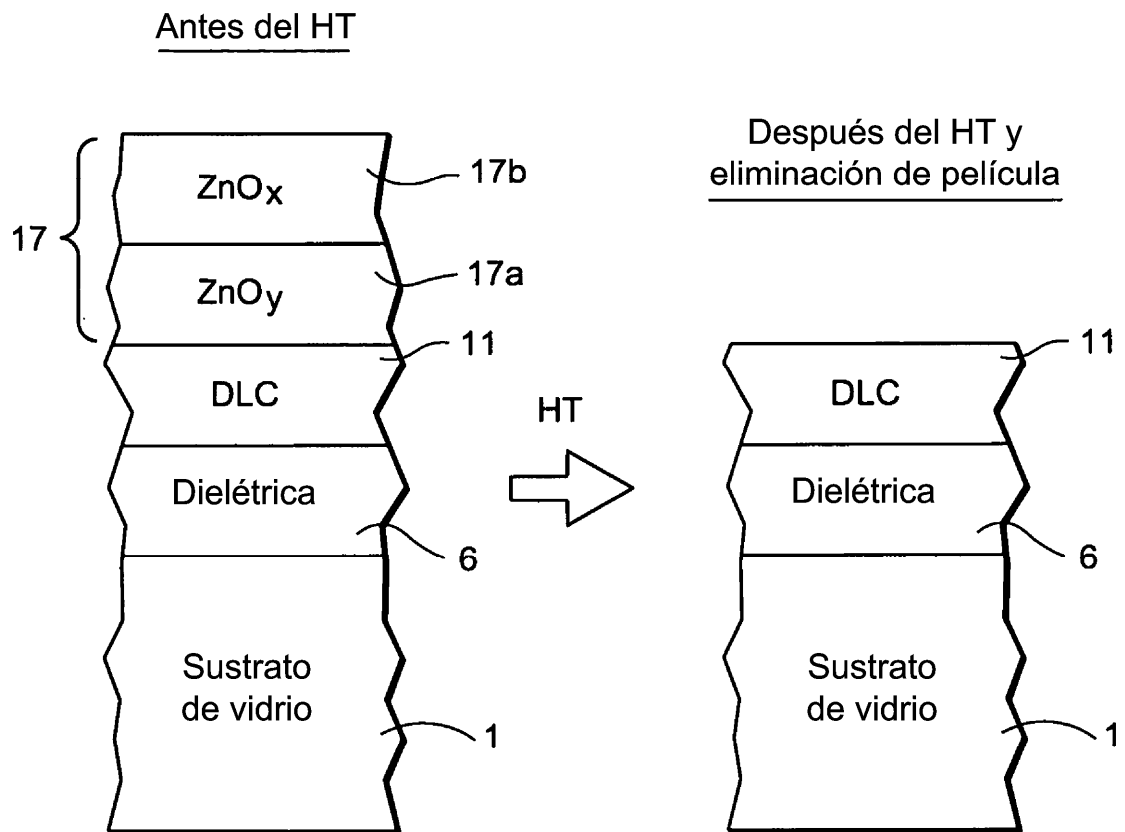 Antes del HT
17
ZnOx
17b
ZnOy
17a
11
DLC
Dielétrica
6
Sustrato
de vidrio
1
HT
Después del HT y
eliminación de película
11
DLC
Dielétrica
6
Sustrato
de vidrio
1